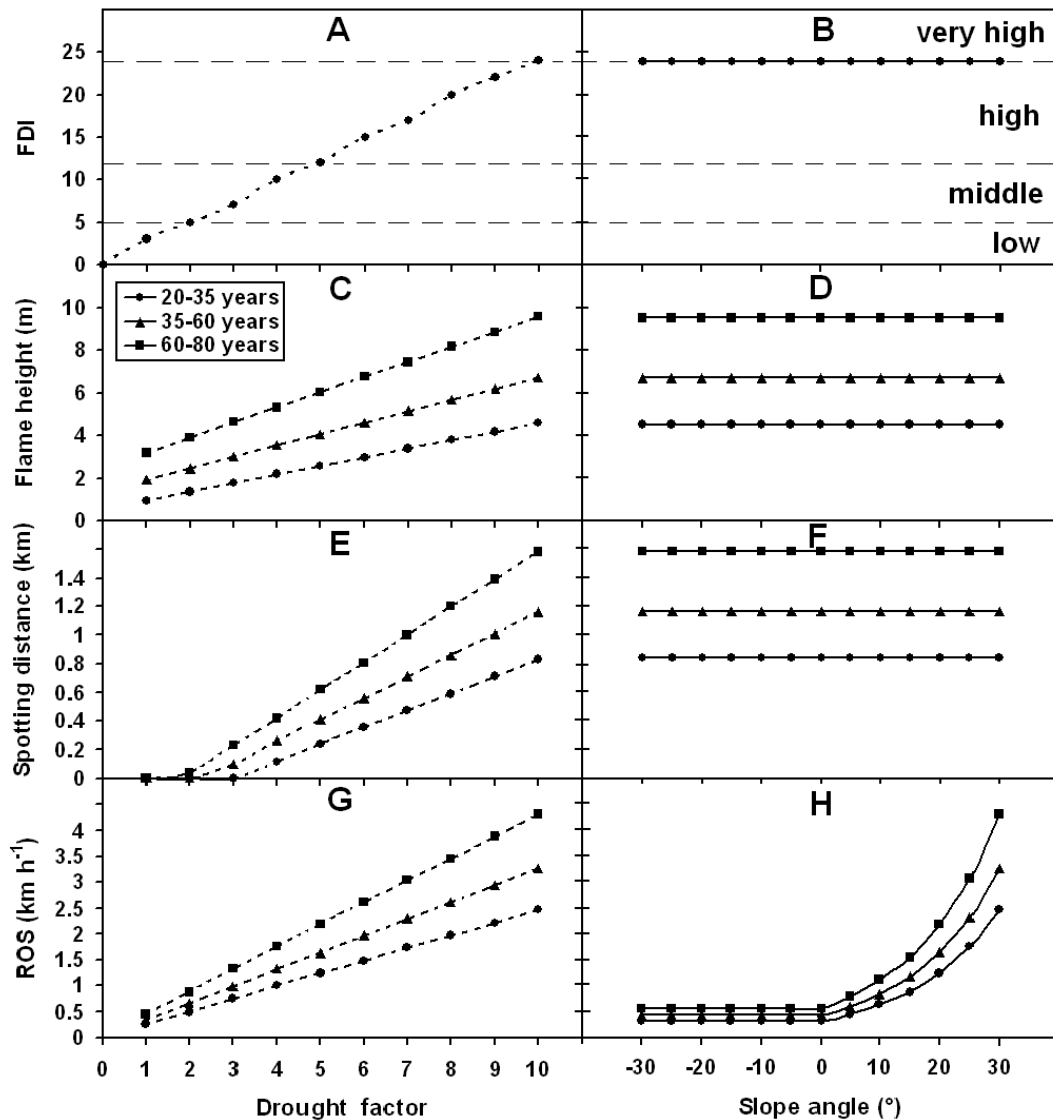 A
B
very high
high
middle
low
FDI
25
20
15
10
5
0
C
D
20-35 years
35-60 years
60-80 years
Flame height (m)
10
8
6
4
2
0
E
F
Spotting distance (km)
1.4
1.2
1
0.8
0.6
0.4
0.2
0
G
H
ROS (km h⁻¹)
4
3.5
3
2.5
2
1.5
1
0.5
0
0 1 2 3 4 5 6 7 8 9 10
-30 -20 -10 0 10 20 30
Drought factor
Slope angle (°)